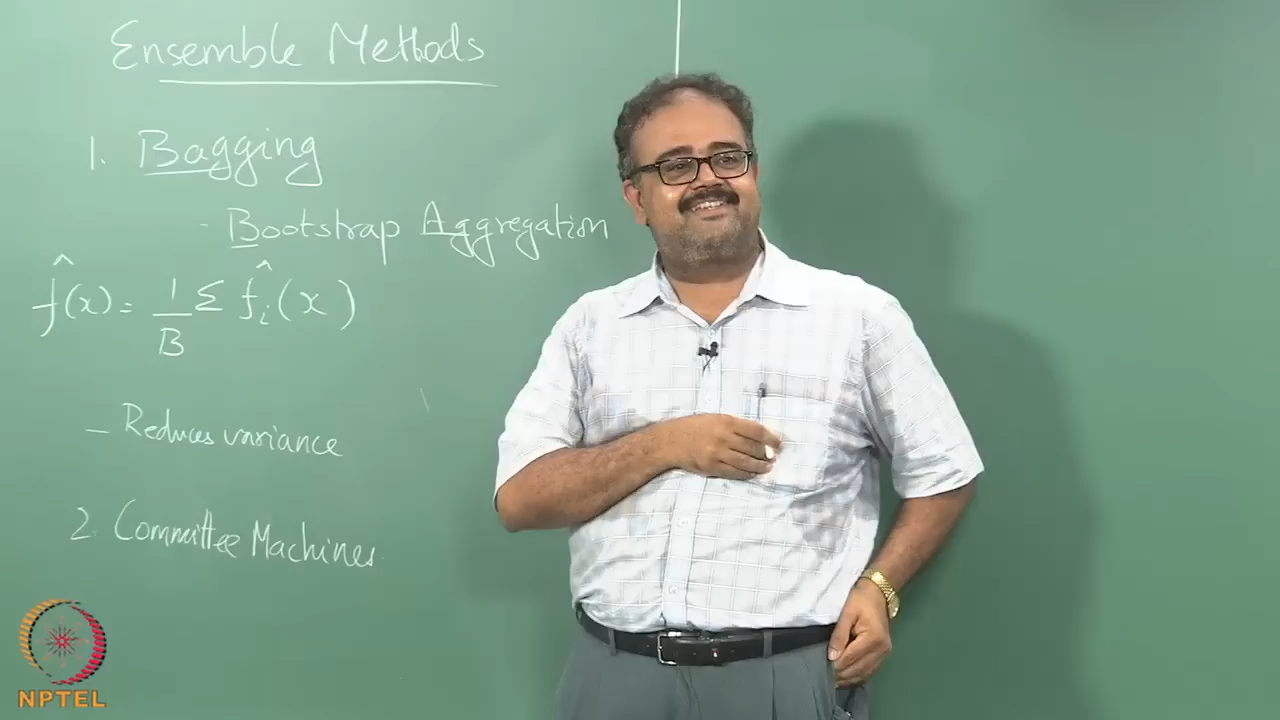 Ensemble Methods
1. Bagging
- Bootstrap Aggregation
f̂(x) = 1/B Σ f̂ᵢ(x)
- Reduces variance
2. Committee Machines
NPTEL